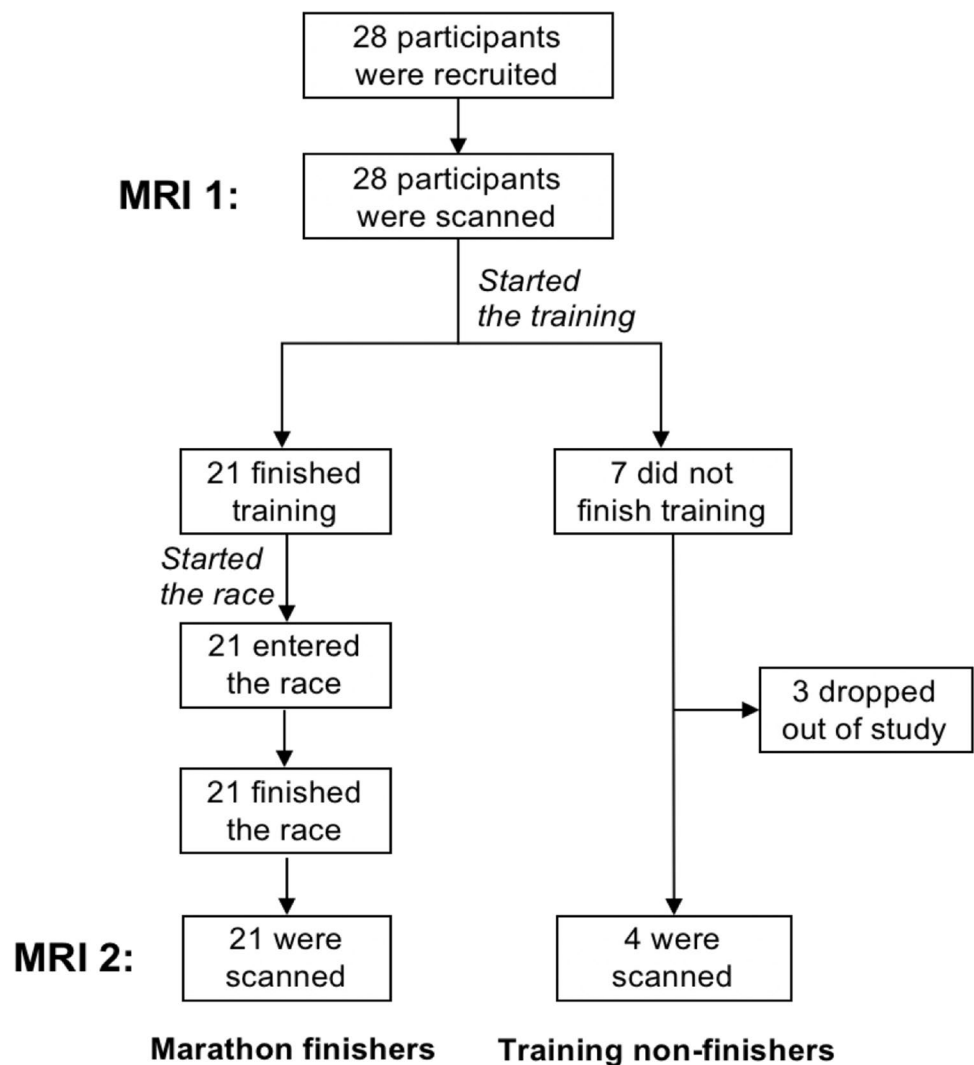 28 participants
were recruited
MRI 1:
28 participants
were scanned
Started
the training
21 finished
training
7 did not
finish training
Started
the race
21 entered
the race
3 dropped
out of study
21 finished
the race
MRI 2:
21 were
scanned
4 were
scanned
Marathon finishers
Training non-finishers